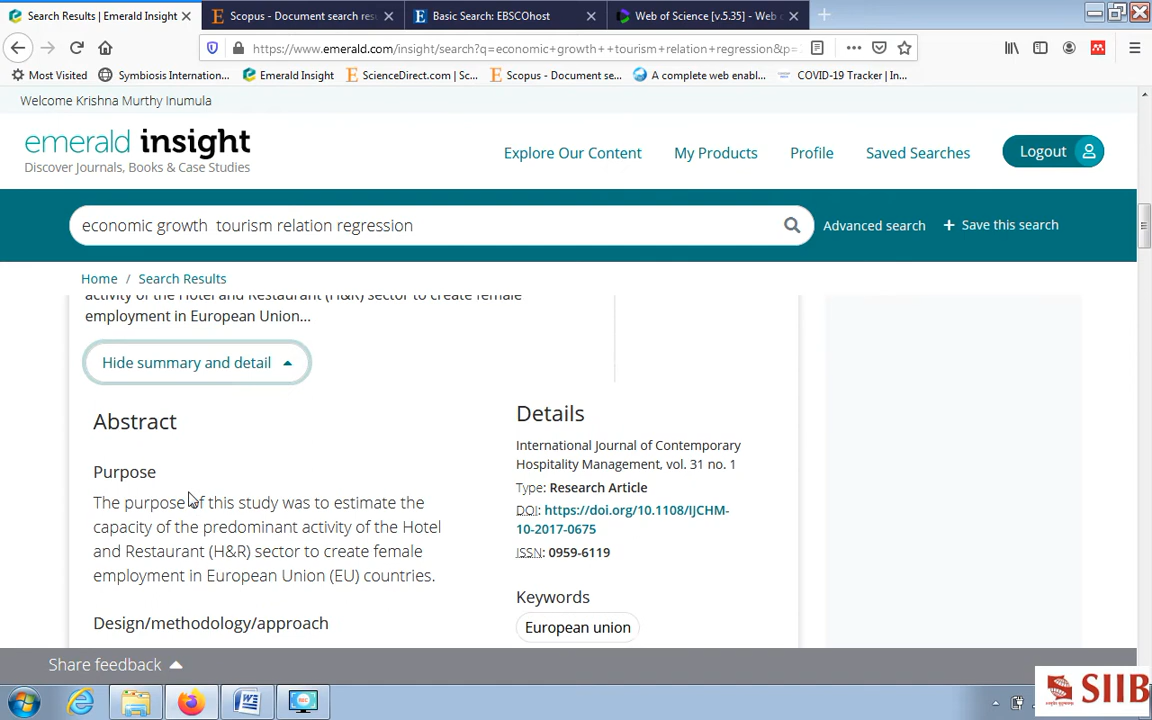 Search Results | Emerald Insight
Scopus - Document search res
Basic Search: EBSCOhost
Web of Science [v.5.35] - Web
https://www.emerald.com/insight/search?q=economic+growth++tourism+relation+regression&p=
Most Visited
Symbiosis Internation...
Emerald Insight
ScienceDirect.com | Sc...
Scopus - Document se...
A complete web enabl...
COVID-19 Tracker | In...
Welcome Krishna Murthy Inumula
emerald insight
Discover Journals, Books & Case Studies
Explore Our Content
My Products
Profile
Saved Searches
Logout
economic growth  tourism relation regression
Advanced search
+ Save this search
Home / Search Results
activity of the Hotel and Restaurant (H&R) sector to create female
employment in European Union...
Hide summary and detail
Abstract
Purpose
The purpose of this study was to estimate the
capacity of the predominant activity of the Hotel
and Restaurant (H&R) sector to create female
employment in European Union (EU) countries.
Design/methodology/approach
Details
International Journal of Contemporary
Hospitality Management, vol. 31 no. 1
Type: Research Article
DOI: https://doi.org/10.1108/IJCHM-
10-2017-0675
ISSN: 0959-6119
Keywords
European union
Share feedback
SIIB